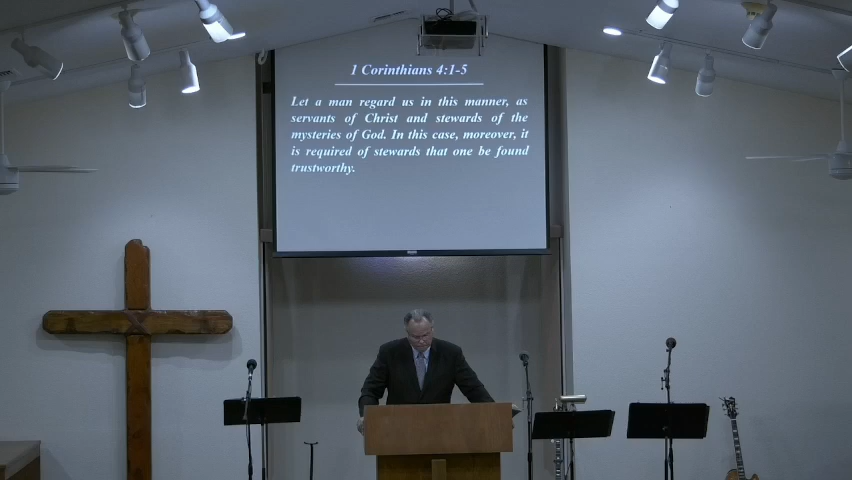 1 Corinthians 4:1-5
Let a man regard us in this manner, as
servants of Christ and stewards of the
mysteries of God. In this case, moreover, it
is required of stewards that one be found
trustworthy.